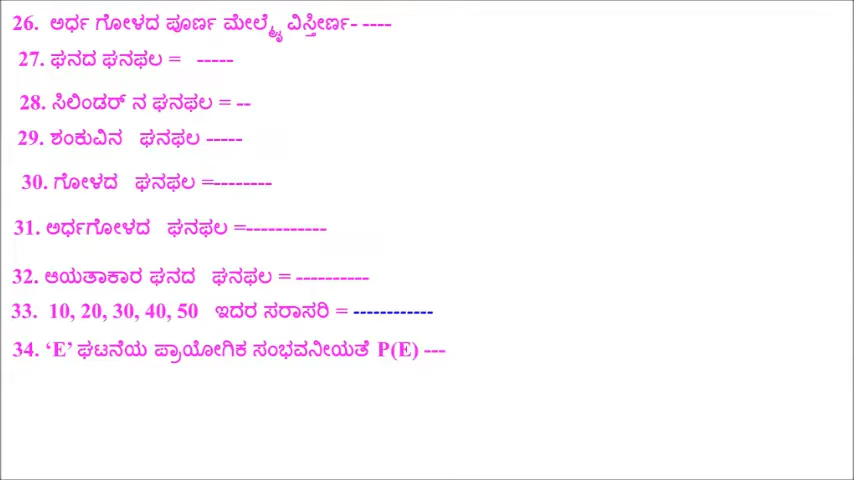 26. ಅರ್ಧ ಗೋಳದ ಪೂರ್ಣ ಮೇಲ್ಮೈ ವಿಸ್ತೀರ್ಣ- ----
27. ಘನದ ಘನಫಲ = -----
28. ಸಿಲಿಂಡರ್ ನ ಘನಫಲ = --
29. ಶಂಕುವಿನ ಘನಫಲ -----
30. ಗೋಳದ ಘನಫಲ =--------
31. ಅರ್ಧಗೋಳದ ಘನಫಲ =-----------
32. ಆಯತಾಕಾರ ಘನದ ಘನಫಲ = ----------
33. 10, 20, 30, 40, 50 ಇದರ ಸರಾಸರಿ = ------------
34. ‘E’ ಘಟನೆಯ ಪ್ರಾಯೋಗಿಕ ಸಂಭವನೀಯತೆ P(E) ---